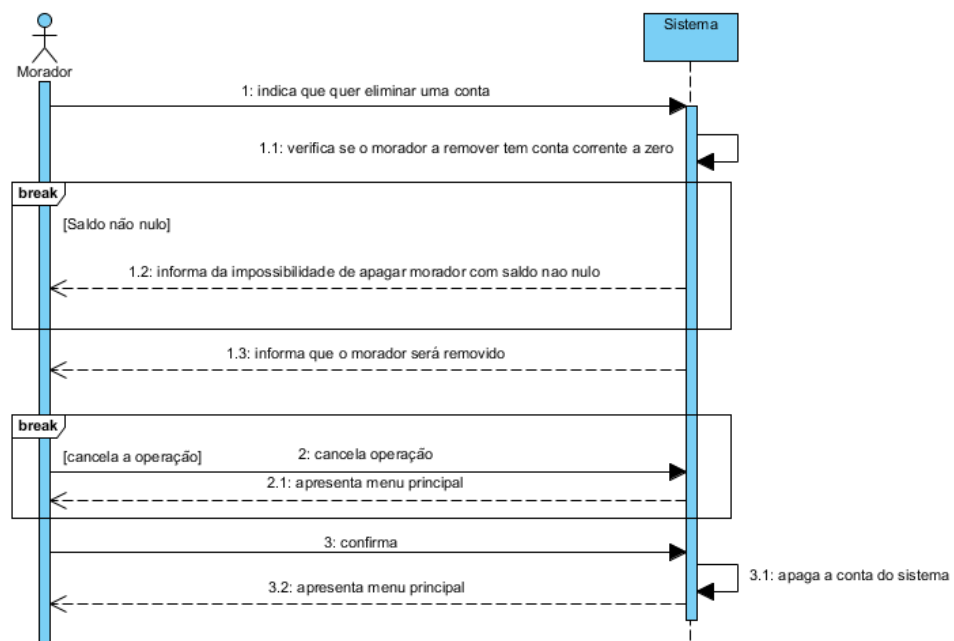 Morador
Sistema
1: indica que quer eliminar uma conta
1.1: verifica se o morador a remover tem conta corrente a zero
break
[Saldo não nulo]
1.2: informa da impossibilidade de apagar morador com saldo nao nulo
1.3: informa que o morador será removido
break
[cancela a operação]
2: cancela operação
2.1: apresenta menu principal
3: confirma
3.1: apaga a conta do sistema
3.2: apresenta menu principal